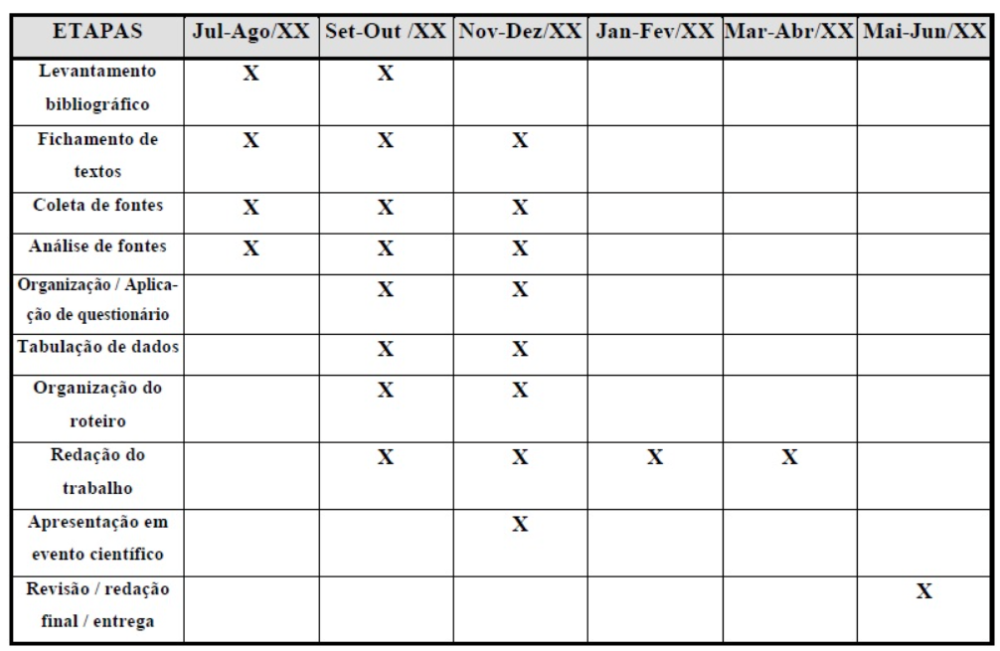 ETAPAS Jul-Ago/XX Set-Out /XX Nov-Dez/XX Jan-Fev/XX Mar-Abr/XX Mai-Jun/XX
Levantamento X X
bibliográfico
Fichamento de X X X
textos
Coleta de fontes X X X
Análise de fontes X X X
Organização / Aplica- X X
ção de questionário
Tabulação de dados X X
Organização do X X
roteiro
Redação do X X X X
trabalho
Apresentação em X
evento científico
Revisão / redação X
final / entrega